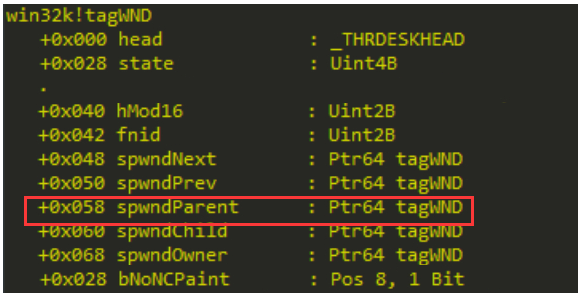 win32k!tagWND
+0x000 head : _THRDESKHEAD
+0x028 state : Uint4B
.
+0x040 hMod16 : Uint2B
+0x042 fnid : Uint2B
+0x048 spwndNext : Ptr64 tagWND
+0x050 spwndPrev : Ptr64 tagWND
+0x058 spwndParent : Ptr64 tagWND
+0x060 spwndChild : Ptr64 tagWND
+0x068 spwndOwner : Ptr64 tagWND
+0x028 bNoNCPaint : Pos 8, 1 Bit